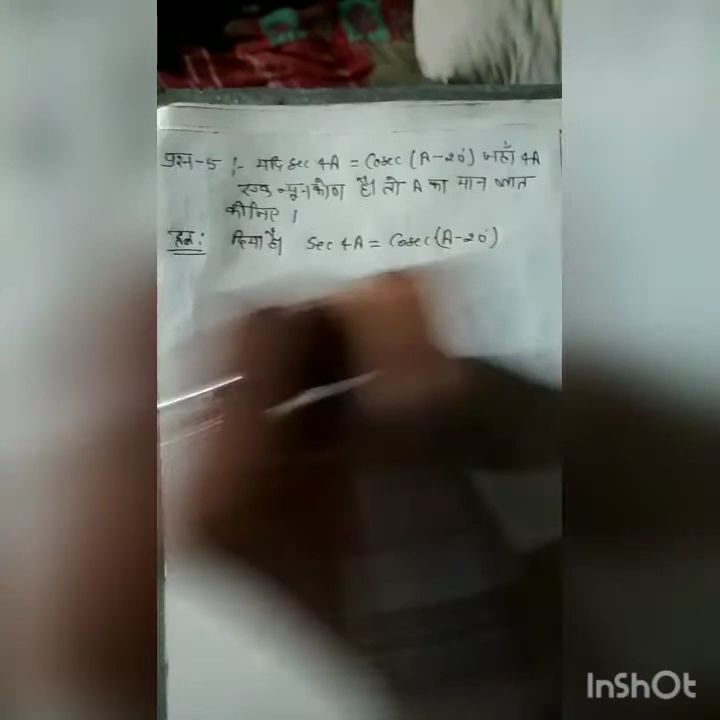 प्रश्न-5 :- यदि sec 4A = Cosec (A-20°) जहाँ 4A
एक न्यूनकोण है। तो A का मान ज्ञात
कीजिए।
हल: दिया है। Sec 4A = Cosec(A-20°)
InShOt